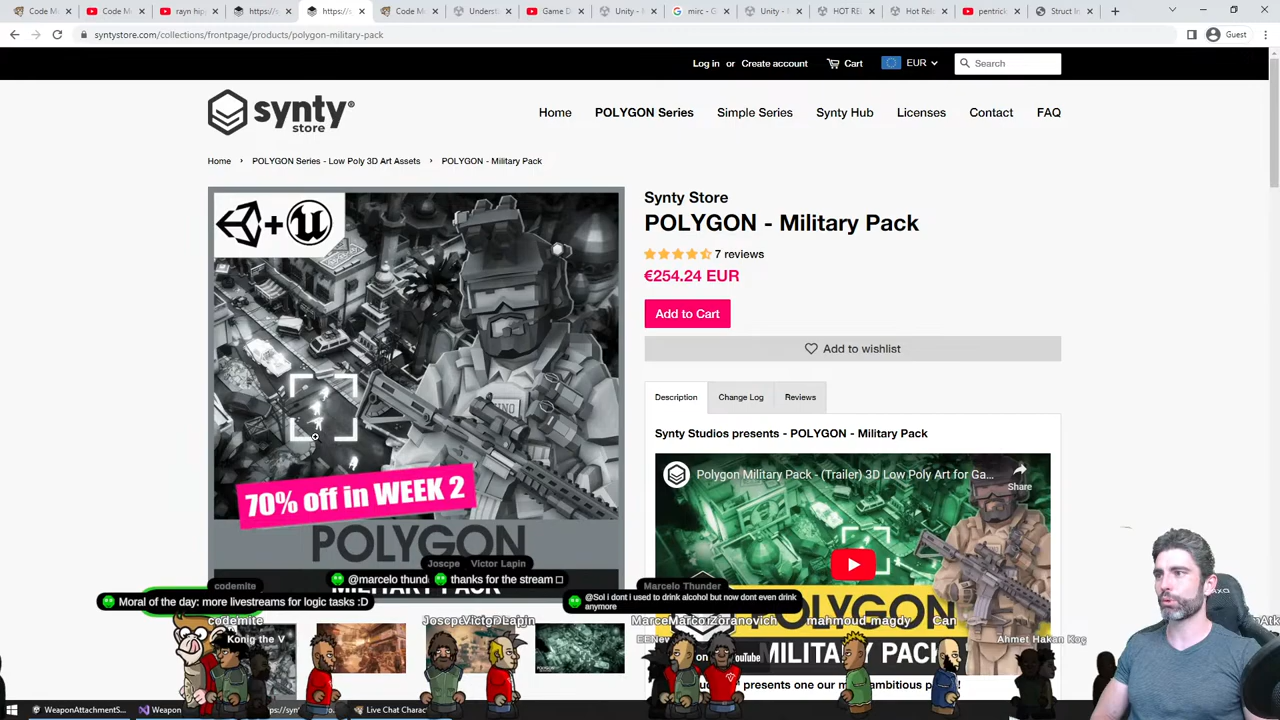 Code M
Code M
rayn hip
https://s
https://s
Code M
Underst
Game D
Unity - M
mirc - G
Unity - M
HOT REL
Hot Rela
pentrick
Struct In
syntystore.com/collections/frontpage/products/polygon-military-pack
Guest
Log in or Create account Cart EUR Search
synty®
store
Home POLYGON Series Simple Series Synty Hub Licenses Contact FAQ
Home › POLYGON Series - Low Poly 3D Art Assets › POLYGON - Military Pack
Synty Store
POLYGON - Military Pack
7 reviews
€254.24 EUR
Add to Cart
Add to wishlist
Description Change Log Reviews
Synty Studios presents - POLYGON - Military Pack
Polygon Military Pack - (Trailer) 3D Low Poly Art for Ga...
Share
70% off in WEEK 2
POLYGON
POLYGON
MILITARY PACK
YouTube
codemite
Moral of the day: more livestreams for logic tasks :D
Joscpe Victor Lapin
@marcelo thund
thanks for the stream
Marcelo Thunder
@Sol i dont i used to drink alcohol but now dont even drink
anymore
codemite
Konig the V
Zoranovich
mahmoud magdy
Can
Ahmet Hakan Kog
presents one our m
ambitious p
WeaponAttachmentS...
Weapon
https://synt
Live Chat Charac